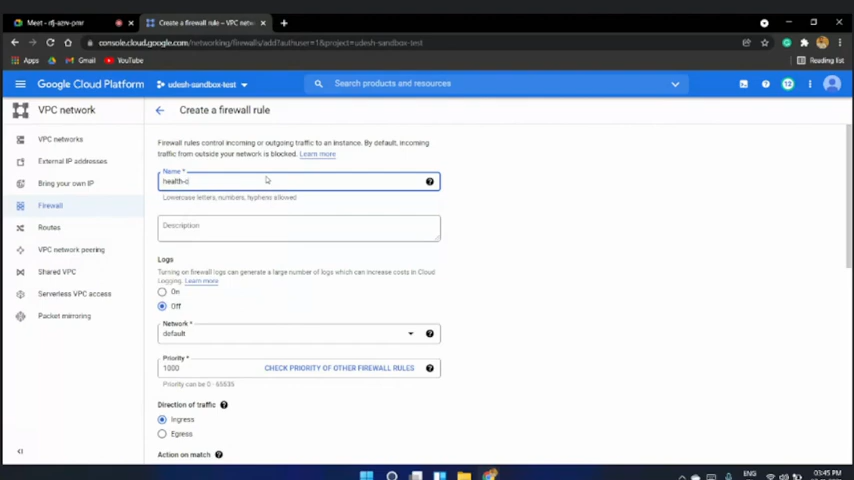 Meet - rfj-azrv-pmr
Create a firewall rule – VPC netw
console.cloud.google.com/networking/firewalls/add?authuser=1&project=udesh-sandbox-test
Apps
Gmail
YouTube
Reading list
Google Cloud Platform
udesh-sandbox-test
Search products and resources
12
VPC network
Create a firewall rule
VPC networks
External IP addresses
Bring your own IP
Firewall
Routes
VPC network peering
Shared VPC
Serverless VPC access
Packet mirroring
Firewall rules control incoming or outgoing traffic to an instance. By default, incoming
traffic from outside your network is blocked. Learn more
Name *
health-c
Lowercase letters, numbers, hyphens allowed
Description
Logs
Turning on firewall logs can generate a large number of logs which can increase costs in Cloud
Logging. Learn more
On
Off
Network *
default
Priority *
1000
CHECK PRIORITY OF OTHER FIREWALL RULES
Priority can be 0 - 65535
Direction of traffic
Ingress
Egress
Action on match
ENG
03:45 PM